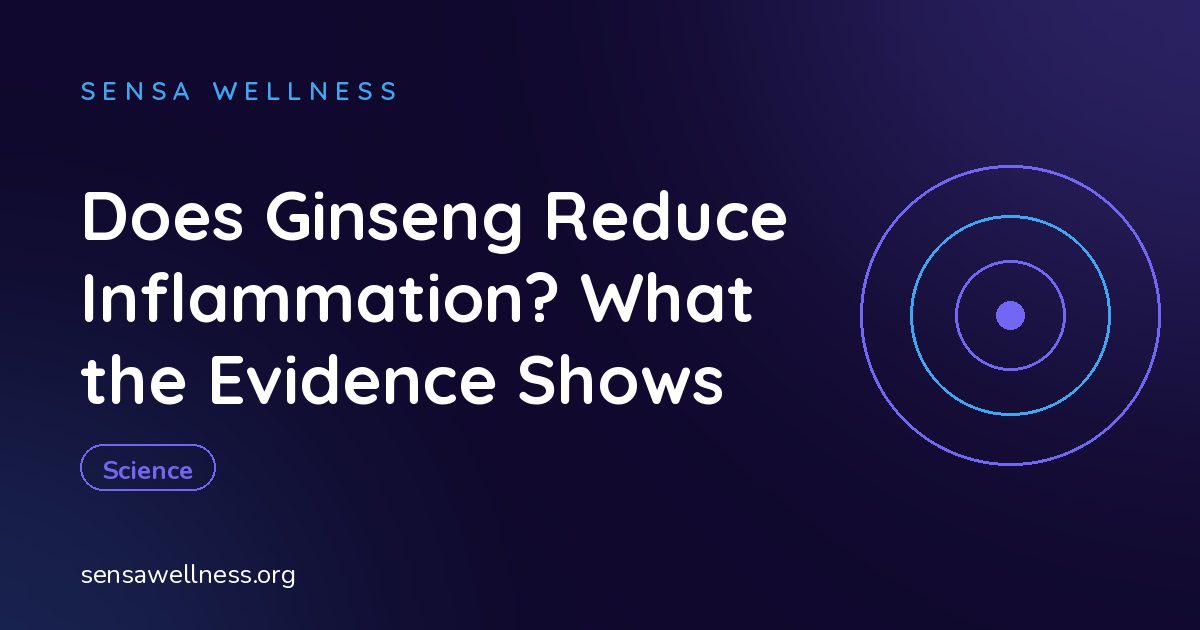 SENSA WELLNESS
Does Ginseng Reduce
Inflammation? What
the Evidence Shows
Science
sensawellness.org